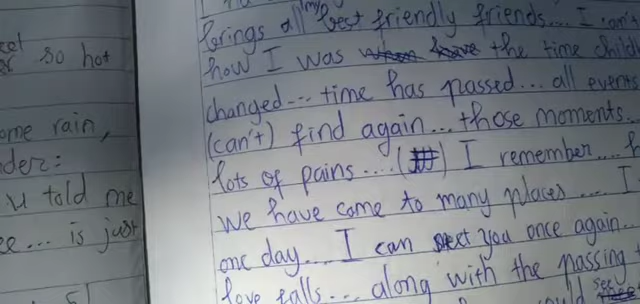 so hot
ome rain,
u told me
... is just
brings all my best friendly friends... I can't
how I was the time child
changed... time has passed... all events
(can't) find again... those moments...
lots of pains.... ( ) I remember....
we have come to many places.... I
one day... I can you once again..
love falls... along with the passing